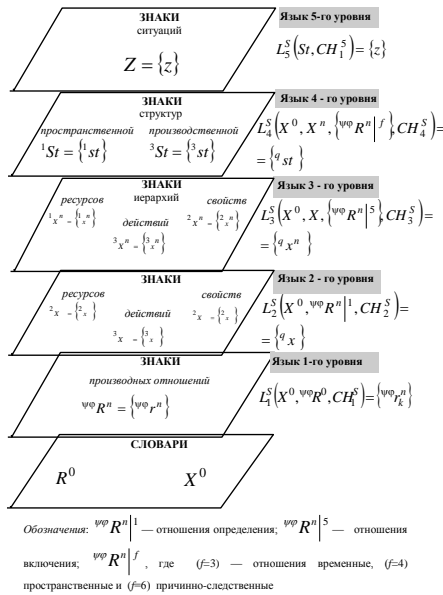 ЗНАКИ
ситуаций
Z = {z}
Язык 5-го уровня
L₅ˢ(St, CH₁⁵) = {z}
ЗНАКИ
структур
пространственной производственной
¹St = {¹st} ³St = {³st}
Язык 4 - го уровня
L₄ˢ(X⁰, Xⁿ, {ᵠᵠRⁿ|ᶠ}, CH₄ˢ) =
= {ᑫst}
ЗНАКИ
ресурсов иерархий свойств
действий
¹xⁿ = {¹xⁿ} ²xⁿ = {²xⁿ}
³xⁿ = {³xⁿ}
Язык 3 - го уровня
L₃ˢ(X⁰, X, {ψφRⁿ|⁵}, CH₃ˢ) =
= {ᑫxⁿ}
ЗНАКИ
ресурсов свойств
действий
²x = {²x} ²x = {²x}
³x = {³x}
Язык 2 - го уровня
L₂ˢ(X⁰, ψφRⁿ|¹, CH₂ˢ) =
= {ᑫx}
ЗНАКИ
производных отношений
ψφRⁿ = {ψφrⁿ}
Язык 1-го уровня
L₁ˢ(X⁰, ψφR⁰, CH₁ˢ) = {ψφrₖⁿ}
СЛОВАРИ
R⁰ X⁰
Обозначения: ψφRⁿ|¹ — отношения определения; ψφRⁿ|⁵ — отношения
включения; ψφRⁿ|ᶠ, где (f=3) — отношения временные, (f=4)
пространственные и (f=6) причинно-следственные